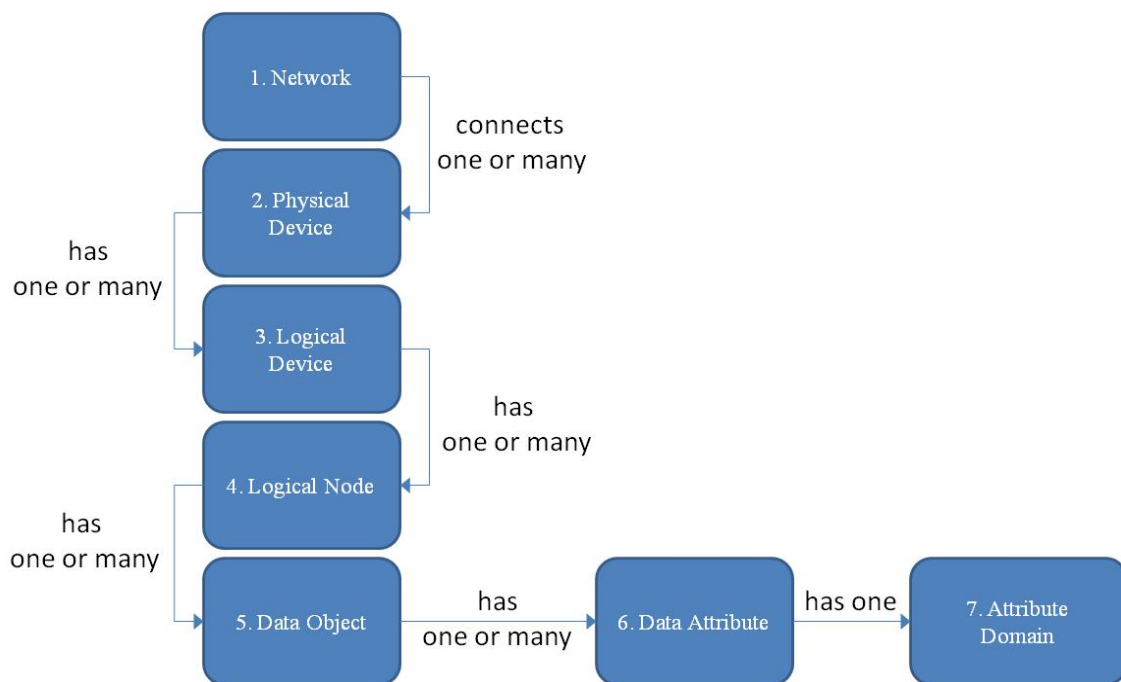 1. Network
connects
one or many
2. Physical
Device
has
one or many
3. Logical
Device
has
one or many
4. Logical Node
has
one or many
5. Data Object
has
one or many
6. Data Attribute
has one
7. Attribute
Domain